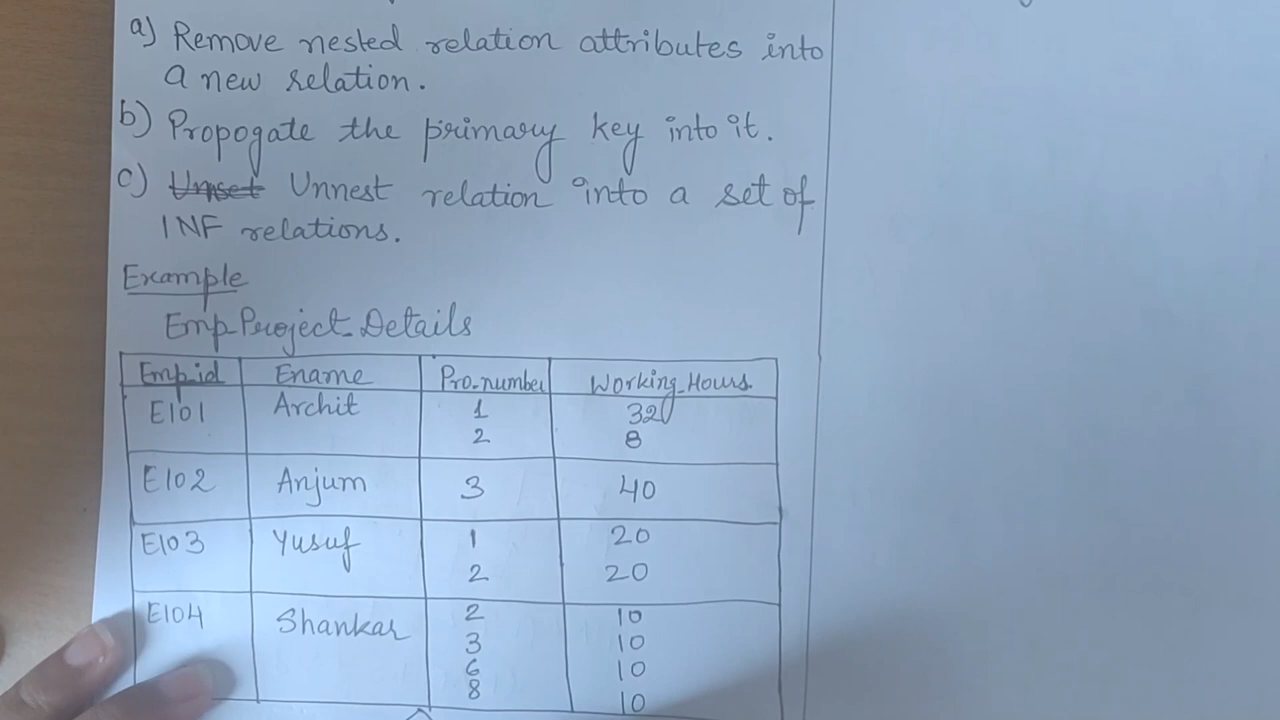 a) Remove nested relation attributes into
a new relation.
b) Propogate the primary key into it.
c) Unset Unnest relation into a set of
INF relations.
Example
Emp_Project_Details
Emp_id Ename Pro_number Working_Hours
E101 Archit 1 32
2 8
E102 Anjum 3 40
E103 Yusuf 1 20
2 20
E104 Shankar 2 10
3 10
6 10
8 10